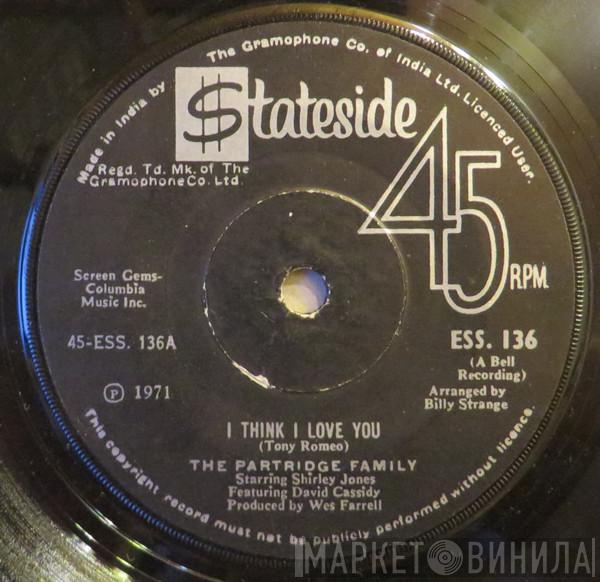 Made in India by The Gramophone Co. of India Ltd. Licenced User.
$tateside
Regd. Td. Mk. of The
Gramophone Co. Ltd.
45 RPM
Screen Gems-
Columbia
Music Inc.
45-ESS. 136A
Ⓟ 1971
ESS. 136
(A Bell
Recording)
Arranged by
Billy Strange
I THINK I LOVE YOU
(Tony Romeo)
THE PARTRIDGE FAMILY
Starring Shirley Jones
Featuring David Cassidy
Produced by Wes Farrell
This copyright record must not be publicly performed without licence.
МАРКЕТ ВИНИЛА!